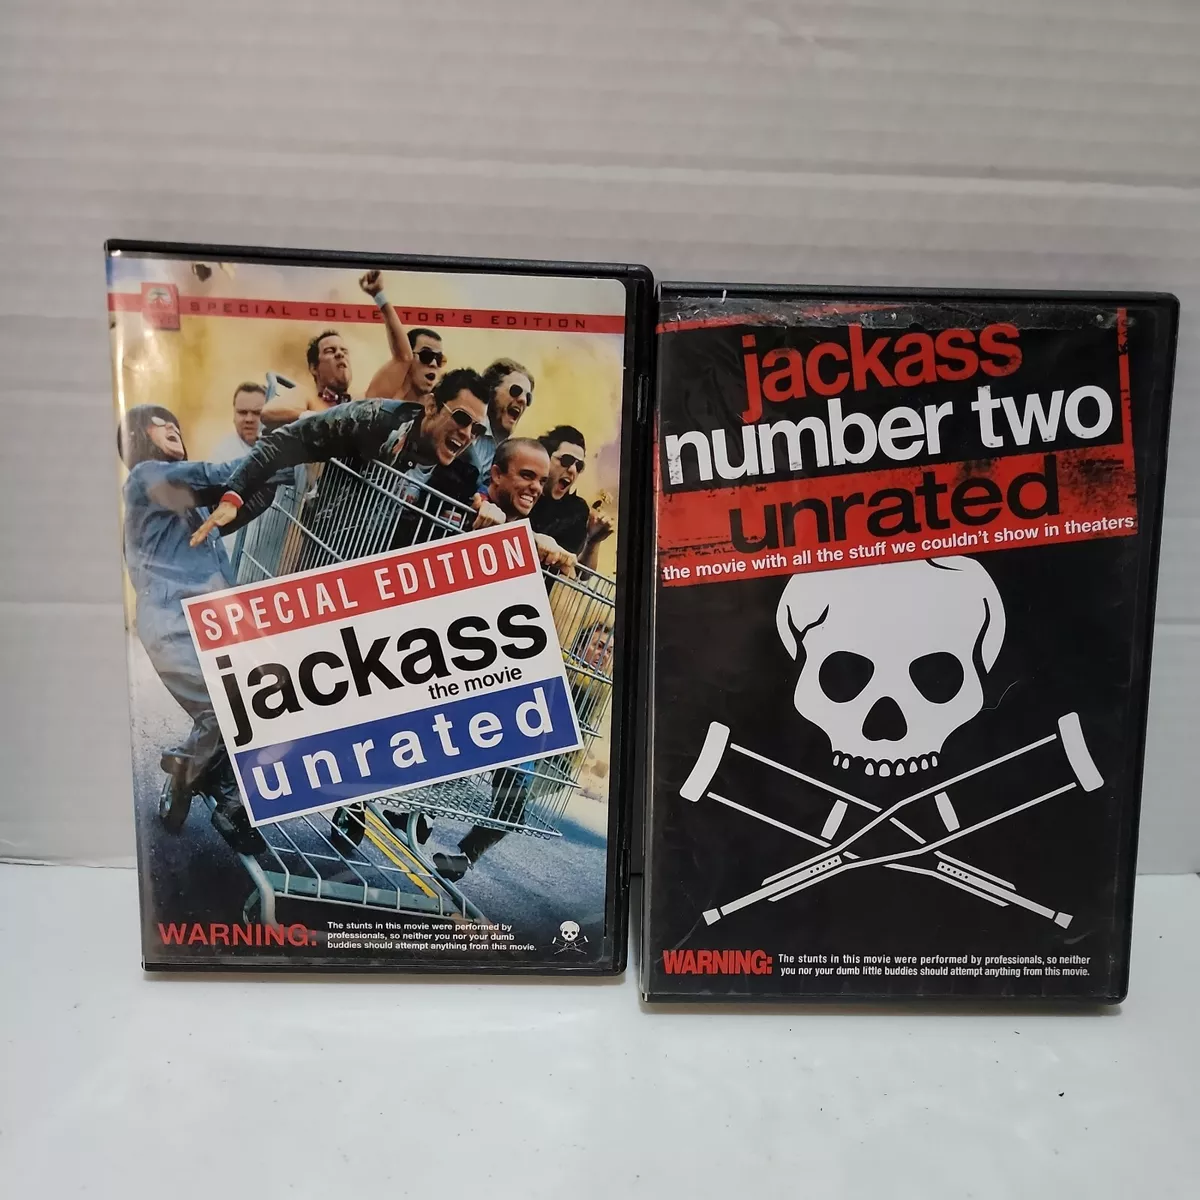 SPECIAL COLLECTOR'S EDITION
SPECIAL EDITION
jackass
the movie
unrated
WARNING:
The stunts in this movie were performed by
professionals, so neither you nor your dumb
buddies should attempt anything from this movie.
jackass
number two
unrated
the movie with all the stuff we couldn't show in theaters
WARNING:
The stunts in this movie were performed by professionals, so neither
you nor your dumb little buddies should attempt anything from this movie.